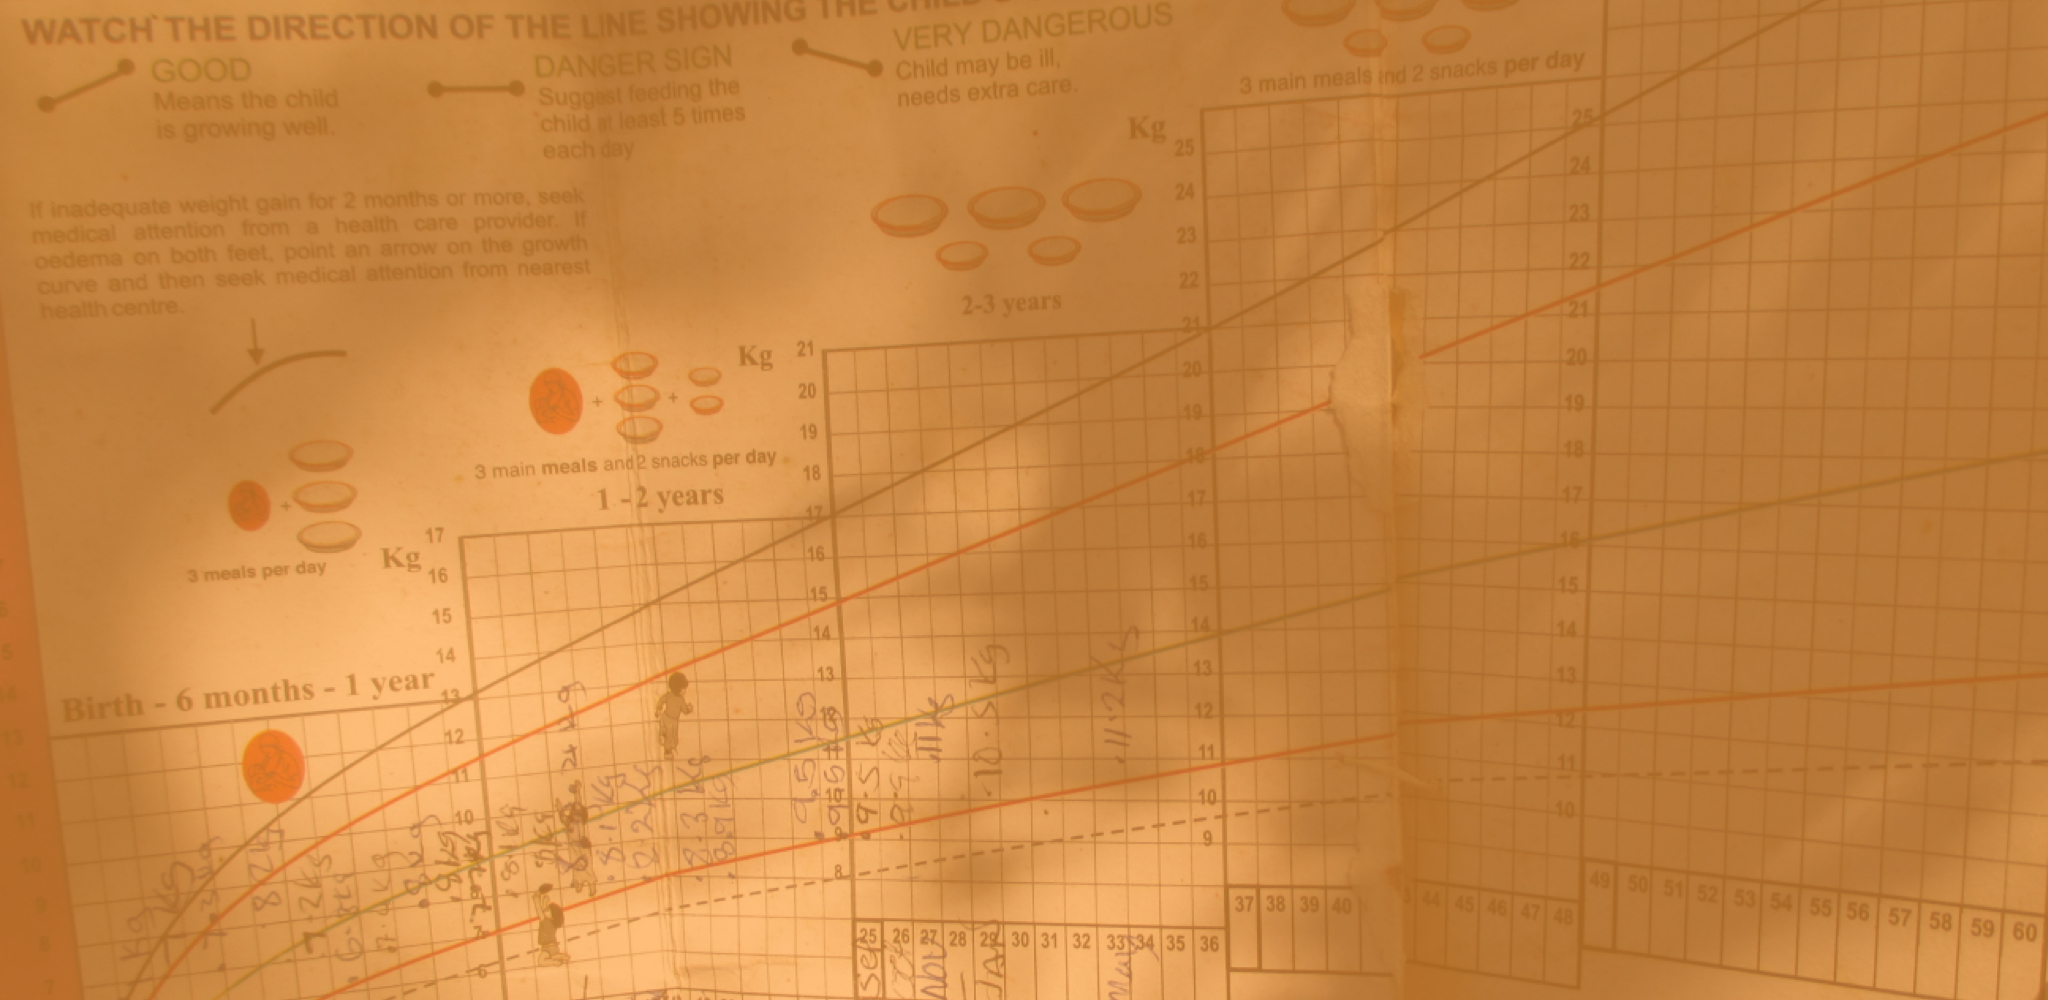 WATCH THE DIRECTION OF THE LINE SHOWING THE CHILD
GOOD
Means the child
is growing well.
DANGER SIGN
Suggest feeding the
child at least 5 times
each day
VERY DANGEROUS
Child may be ill,
needs extra care.
3 main meals and 2 snacks per day
If inadequate weight gain for 2 months or more, seek
medical attention from a health care provider. If
oedema on both feet, point an arrow on the growth
curve and then seek medical attention from nearest
health centre.
Kg
25
24
23
22
21
20
19
18
17
16
15
14
13
12
11
10
9
25
24
23
22
21
20
19
18
17
16
15
14
13
12
11
10
2-3 years
Kg
21
20
19
18
17
16
15
14
13
12
10
8
+ +
3 main meals and 2 snacks per day
1 - 2 years
+
3 meals per day
Kg
17
16
15
14
13
12
11
10
7
6
Birth - 6 months - 1 year
8.2kg
7.2kg
6.8kg
8kg
8.1kg
8kg
8.1kg
8.2kg
8.3kg
8.9kg
9.5kg
9.5kg
11kg
10.5kg
11.2kg
25 26 27 28 29 30 31 32 33 34 35 36
Sep
Nov
Jan
May
37 38 39 40
44 45 46 47 48
49 50 51 52 53 54 55 56 57 58 59 60